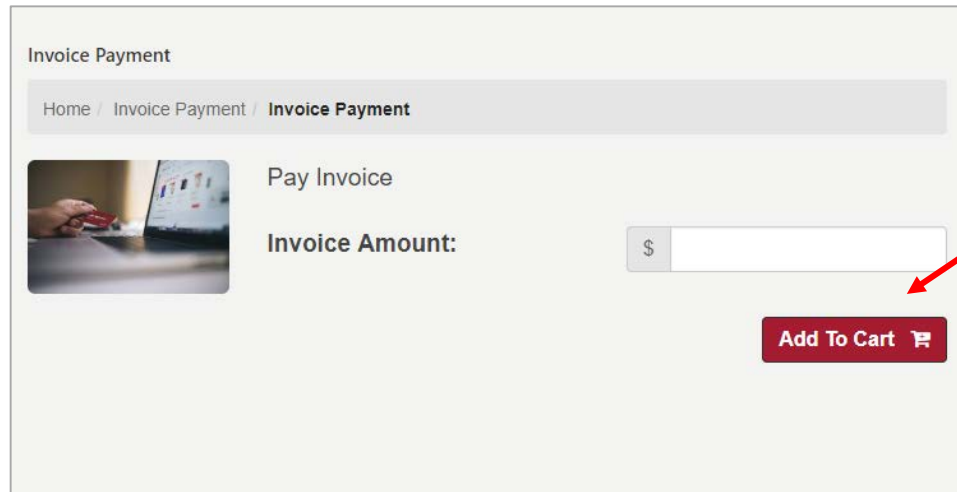 Invoice Payment
Home / Invoice Payment / Invoice Payment
Pay Invoice
Invoice Amount:
$
Add To Cart